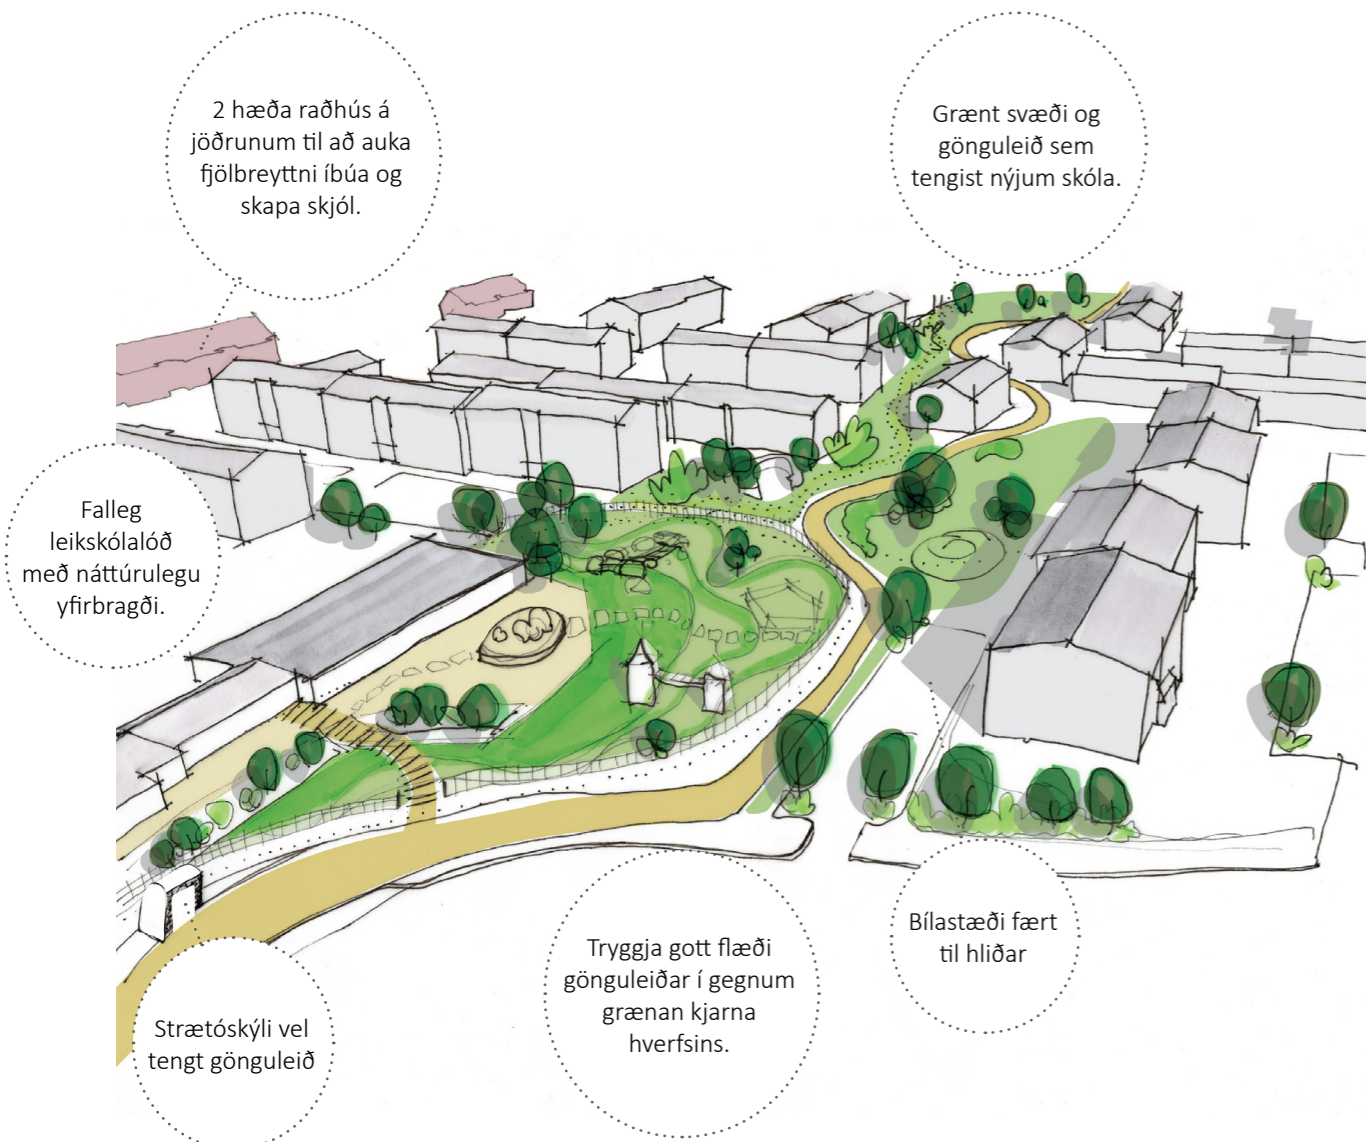 2 hæða raðhús á
jöðrunum til að auka
fjölbreyttni íbúa og
skapa skjól.
Grænt svæði og
gönguleið sem
tengist nýjum skóla.
Falleg
leikskólalóð
með náttúrulegu
yfirbragði.
Bílastæði fært
til hliðar
Tryggja gott flæði
gönguleiðar í gegnum
grænan kjarna
hverfsins.
Strætóskýli vel
tengt gönguleið